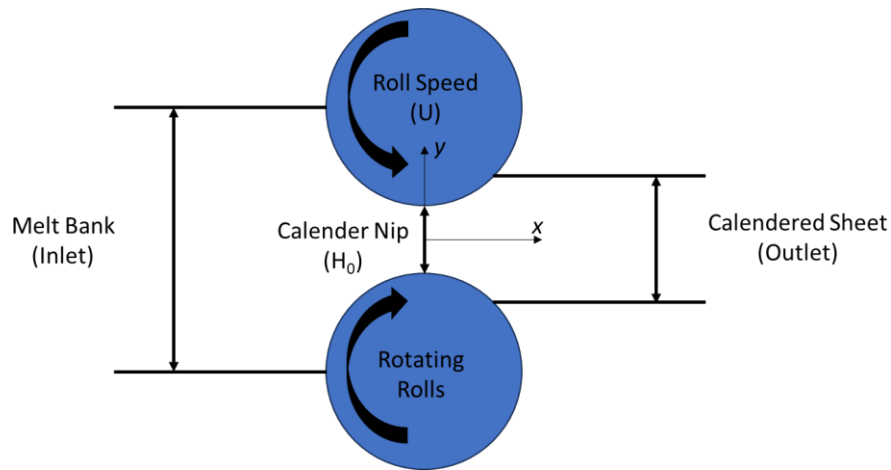 Roll Speed
(U)
y
Melt Bank
(Inlet)
Calender Nip
(H₀)
x
Calendered Sheet
(Outlet)
Rotating
Rolls